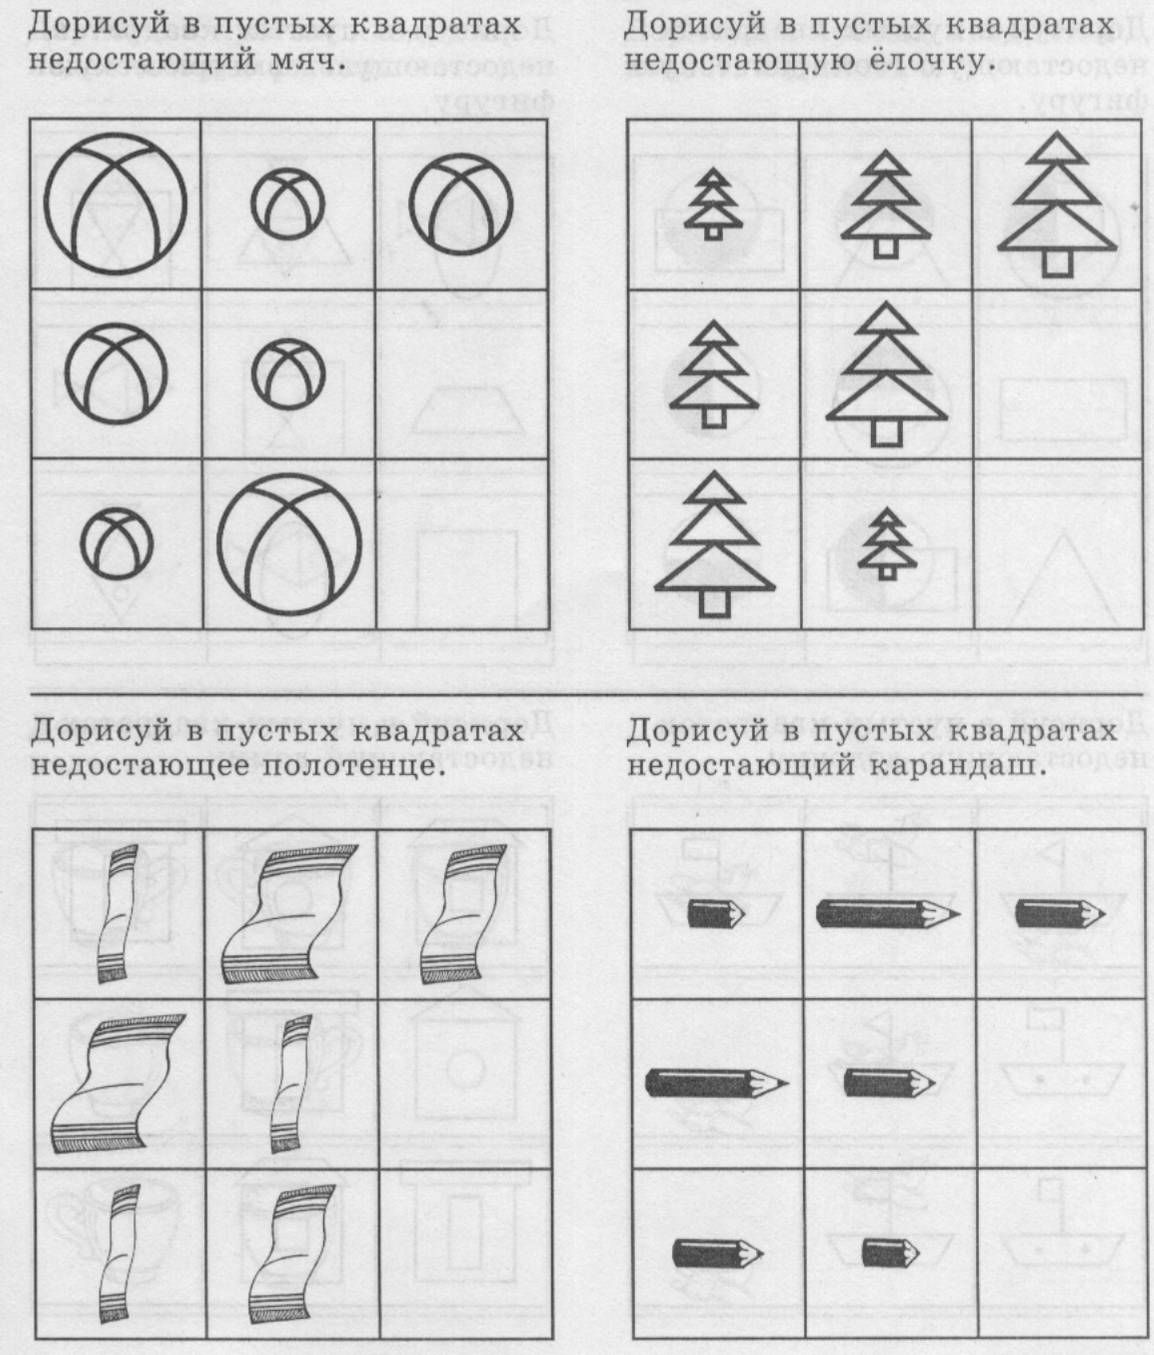 Дорисуй в пустых квадратах
недостающий мяч.
Дорисуй в пустых квадратах
недостающую ёлочку.
Дорисуй в пустых квадратах
недостающее полотенце.
Дорисуй в пустых квадратах
недостающий карандаш.